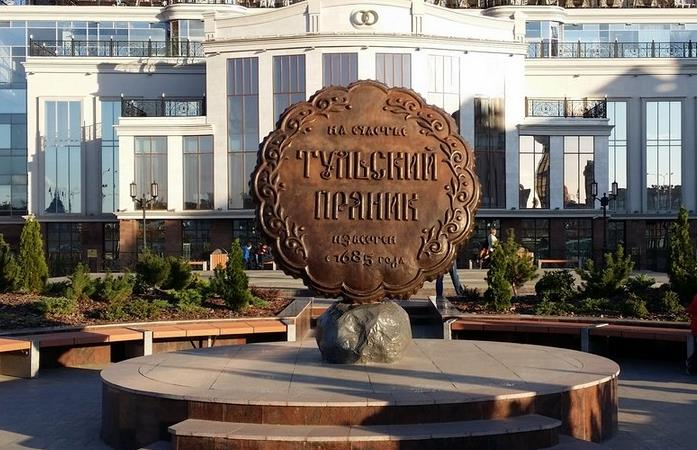 НА СЧАСТЬЕ
ТУЛЬСКИЙ
ПРЯНИК
ИЗВЕСТЕН
С 1685 ГОДА